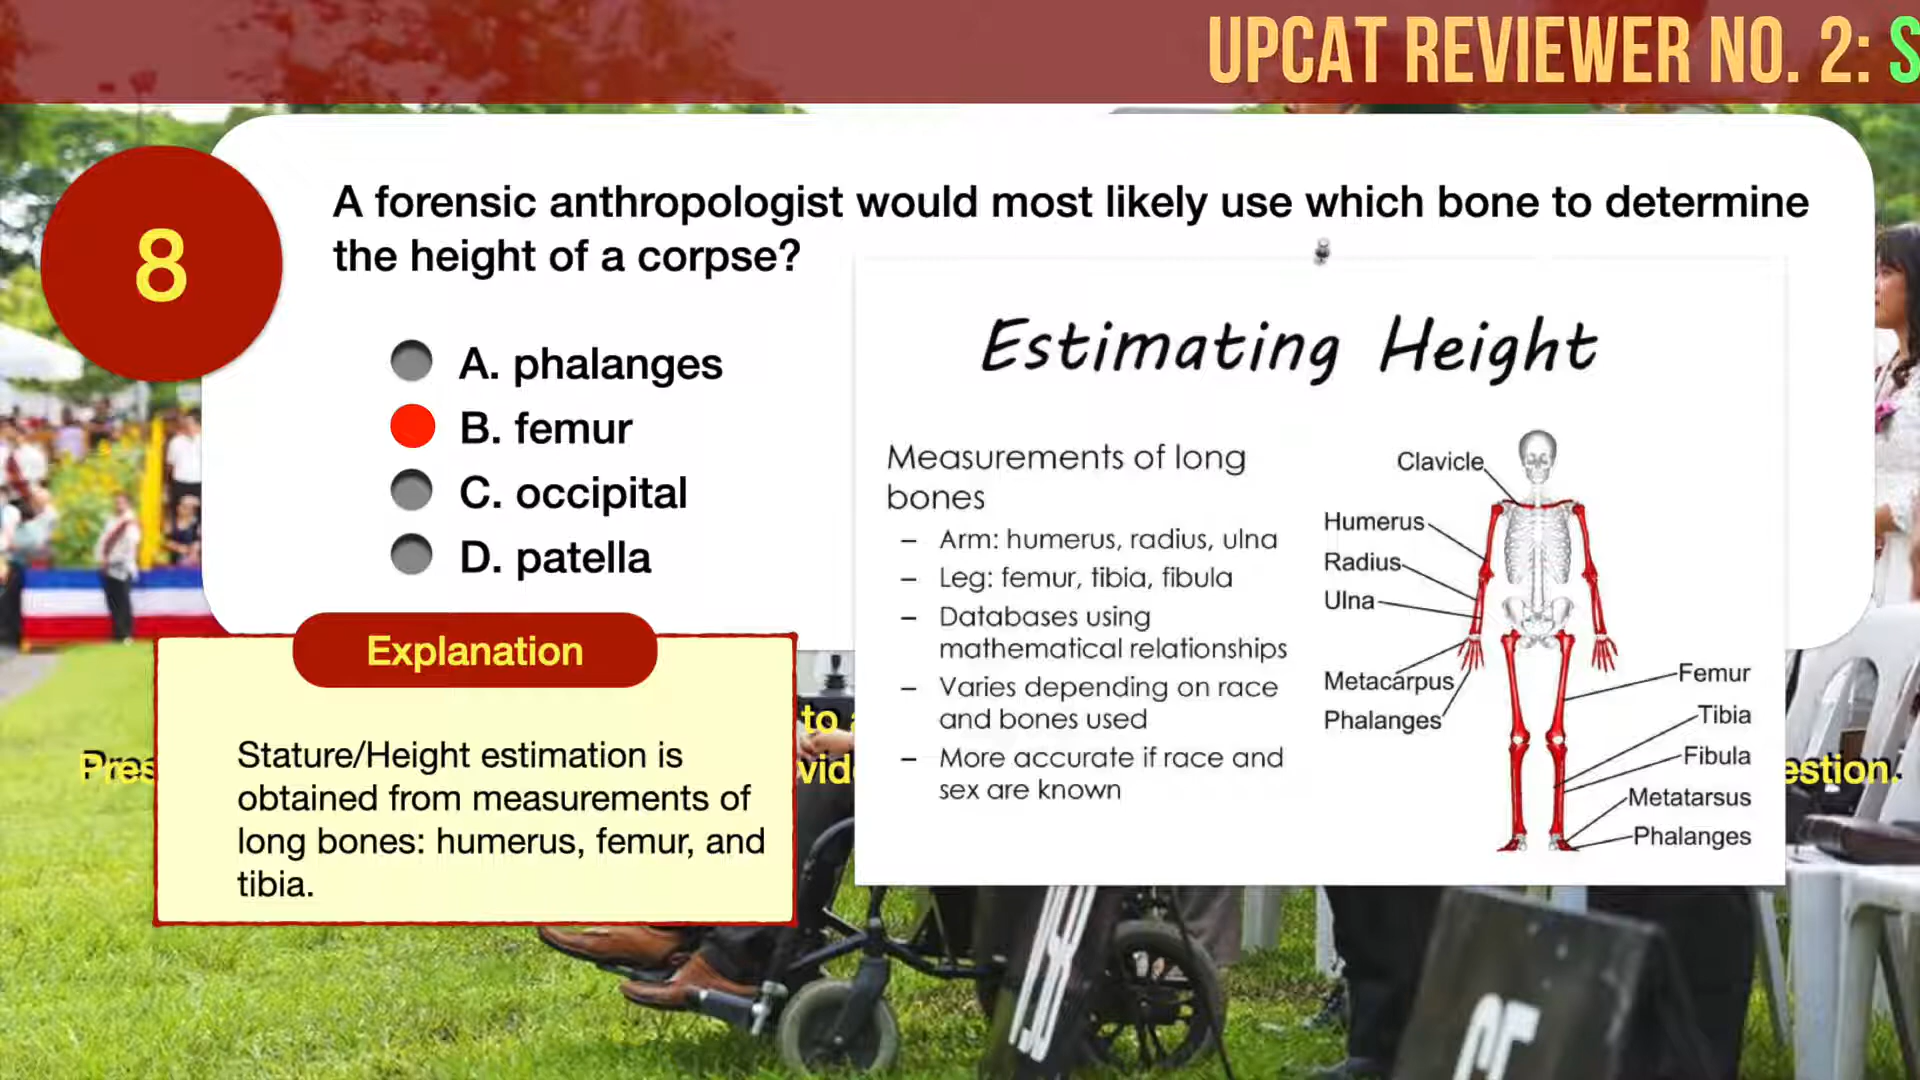 UPCAT REVIEWER NO. 2: S
8
A forensic anthropologist would most likely use which bone to determine
the height of a corpse?
A. phalanges
B. femur
C. occipital
D. patella
Explanation
Stature/Height estimation is
obtained from measurements of
long bones: humerus, femur, and
tibia.
Estimating Height
Measurements of long
bones
– Arm: humerus, radius, ulna
– Leg: femur, tibia, fibula
– Databases using
mathematical relationships
– Varies depending on race
and bones used
– More accurate if race and
sex are known
Clavicle
Humerus
Radius
Ulna
Metacarpus
Phalanges
Femur
Tibia
Fibula
Metatarsus
Phalanges
to
Pres
vid
estion.